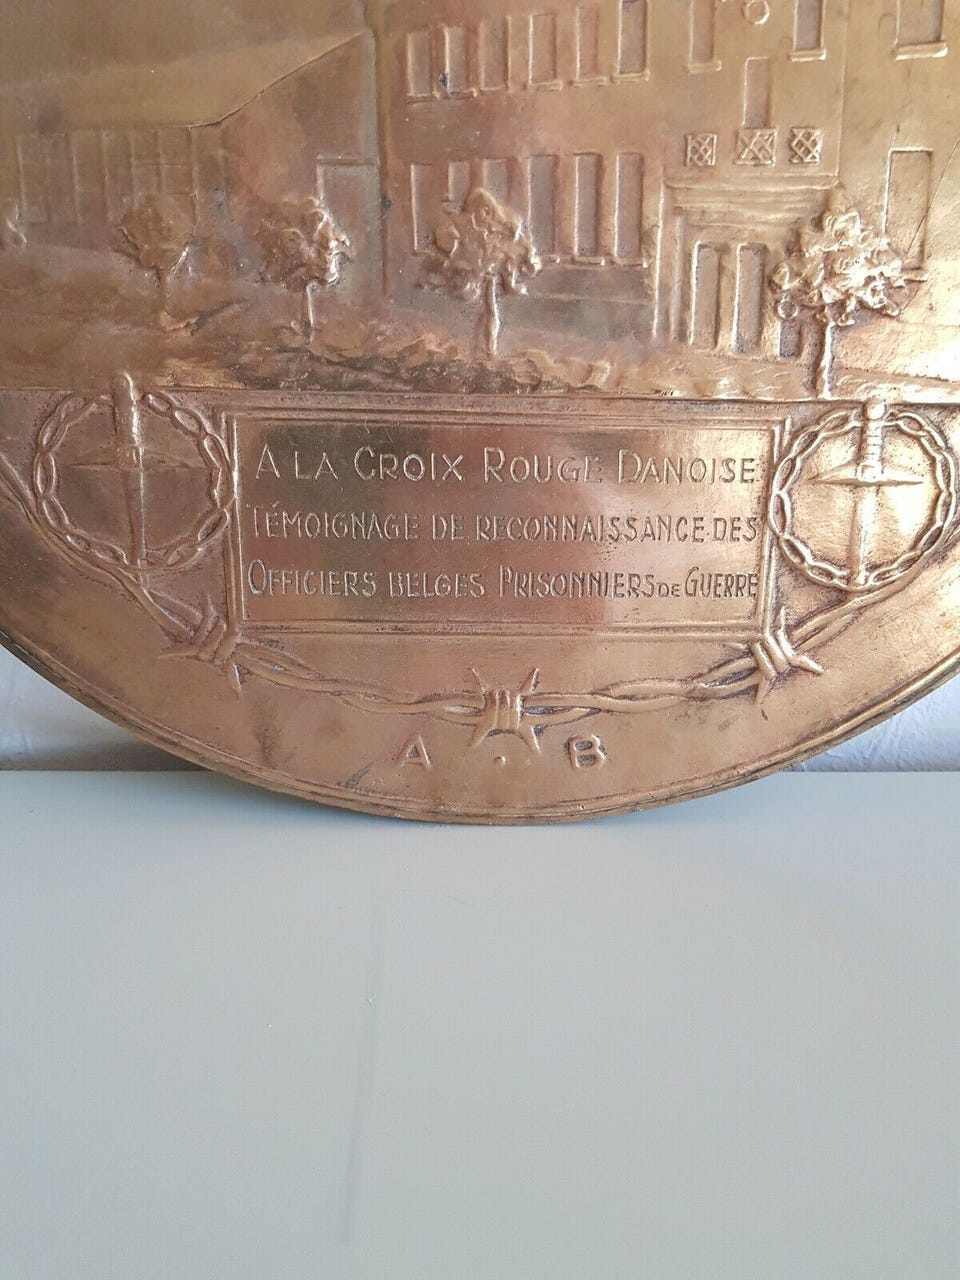 A LA CROIX ROUGE DANOISE
TÉMOIGNAGE DE RECONNAISSANCE DES
OFFICIERS BELGES PRISONNIERS DE GUERRE
A . B